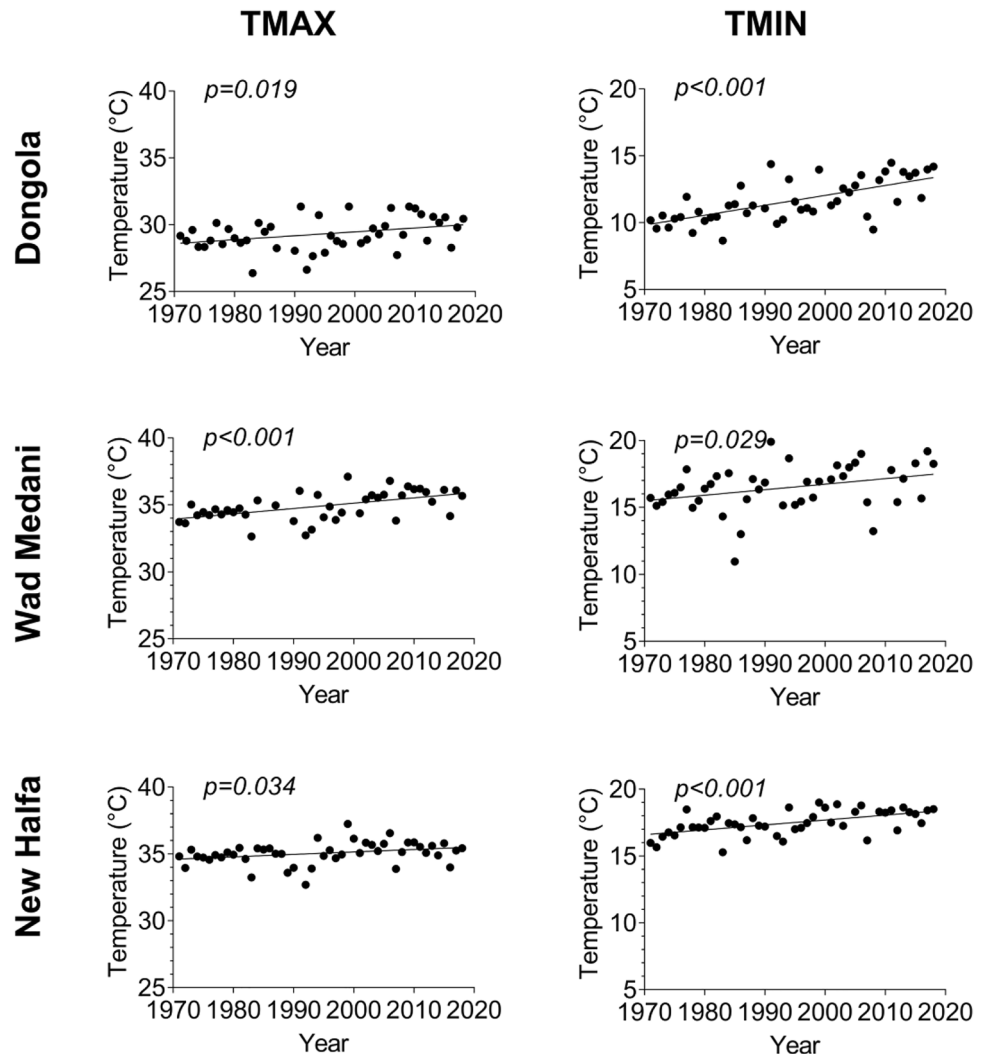 TMAX
TMIN
Dongola
p=0.019
Temperature (°C)
40
35
30
25
1970 1980 1990 2000 2010 2020
Year
p<0.001
Temperature (°C)
20
15
10
5
1970 1980 1990 2000 2010 2020
Year
Wad Medani
p<0.001
Temperature (°C)
40
35
30
25
1970 1980 1990 2000 2010 2020
Year
p=0.029
Temperature (°C)
20
15
10
5
1970 1980 1990 2000 2010 2020
Year
New Halfa
p=0.034
Temperature (°C)
40
35
30
25
1970 1980 1990 2000 2010 2020
Year
p<0.001
Temperature (°C)
20
15
10
5
1970 1980 1990 2000 2010 2020
Year